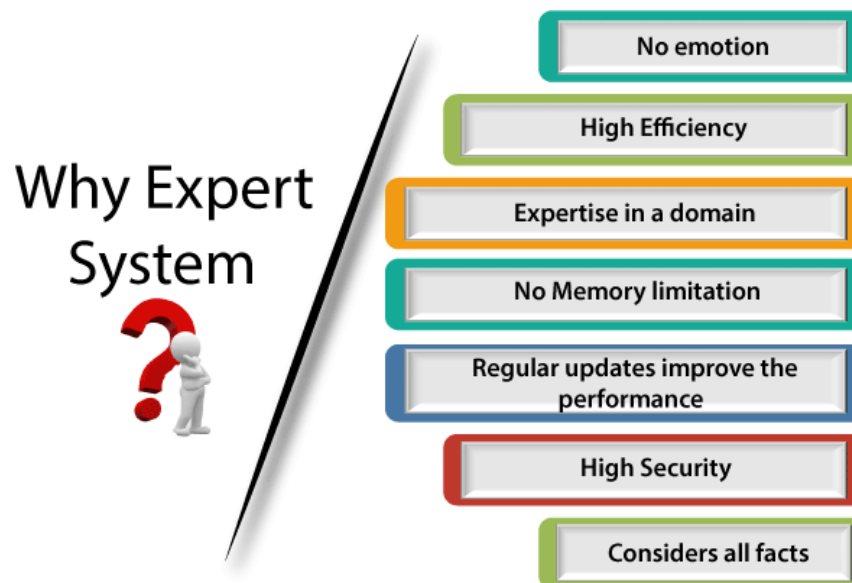 Why Expert
System
No emotion
High Efficiency
Expertise in a domain
No Memory limitation
Regular updates improve the
performance
High Security
Considers all facts